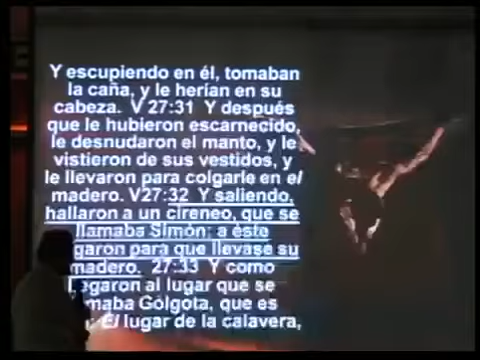 Y escupiendo en él, tomaban
la caña, y le herían en su
cabeza. V 27:31 Y después
que le hubieron escarnecido,
le desnudaron el manto, y le
vistieron de sus vestidos, y
le llevaron para colgarle en el
madero. V27:32 Y saliendo,
hallaron a un cireneo, que se
llamaba Simón: a éste
garon para que llevase su
madero. 27:33 Y como
legaron al lugar que se
maba Gólgota, que es
: El lugar de la calavera,